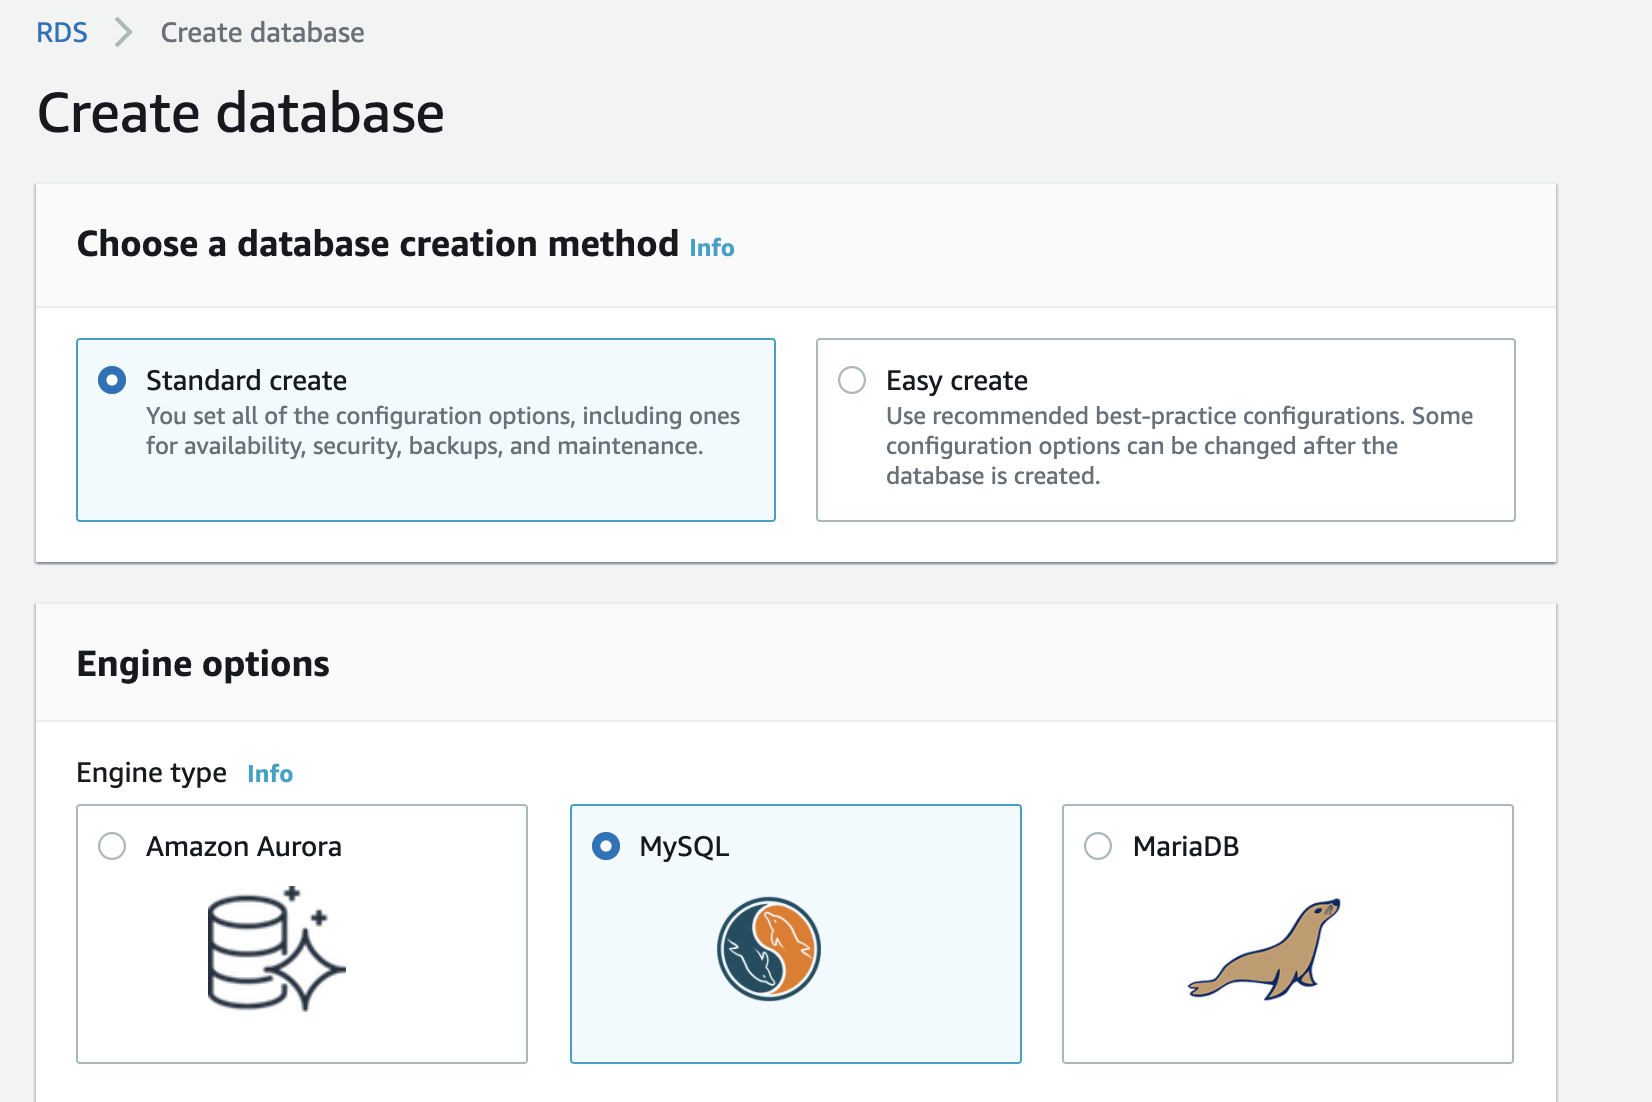 RDS > Create database
Create database
Choose a database creation method Info
Standard create
You set all of the configuration options, including ones
for availability, security, backups, and maintenance.
Easy create
Use recommended best-practice configurations. Some
configuration options can be changed after the
database is created.
Engine options
Engine type Info
Amazon Aurora
MySQL
MariaDB